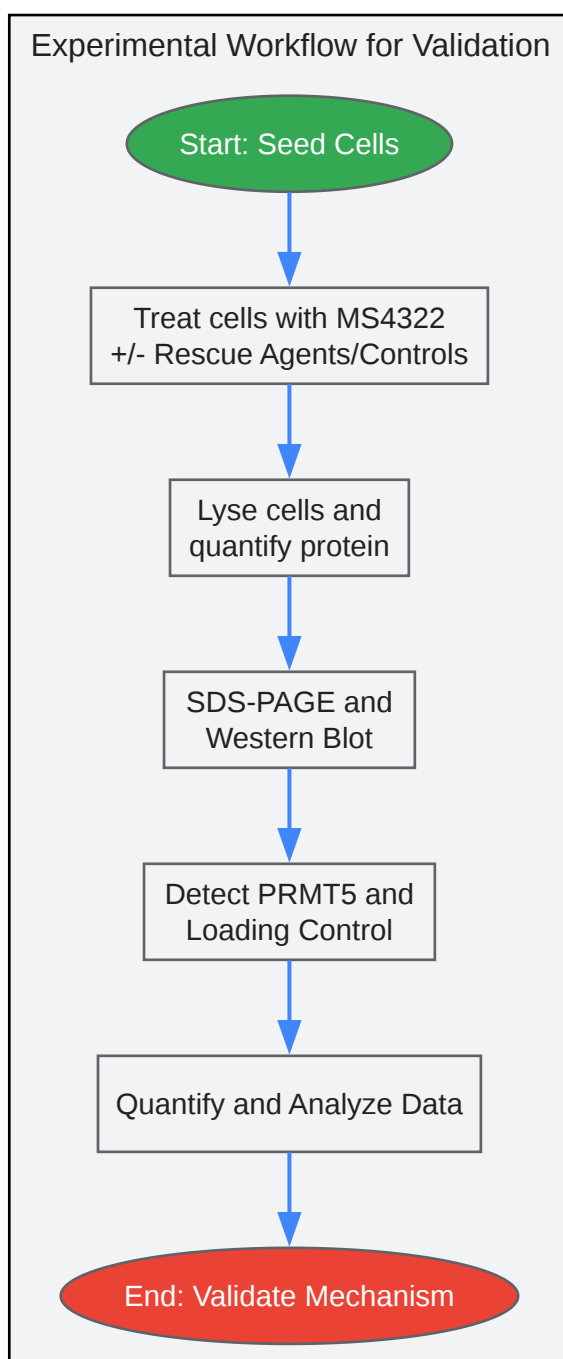 Experimental Workflow for Validation
Start: Seed Cells
Treat cells with MS4322
+/- Rescue Agents/Controls
Lyse cells and
quantify protein
SDS-PAGE and
Western Blot
Detect PRMT5 and
Loading Control
Quantify and Analyze Data
End: Validate Mechanism